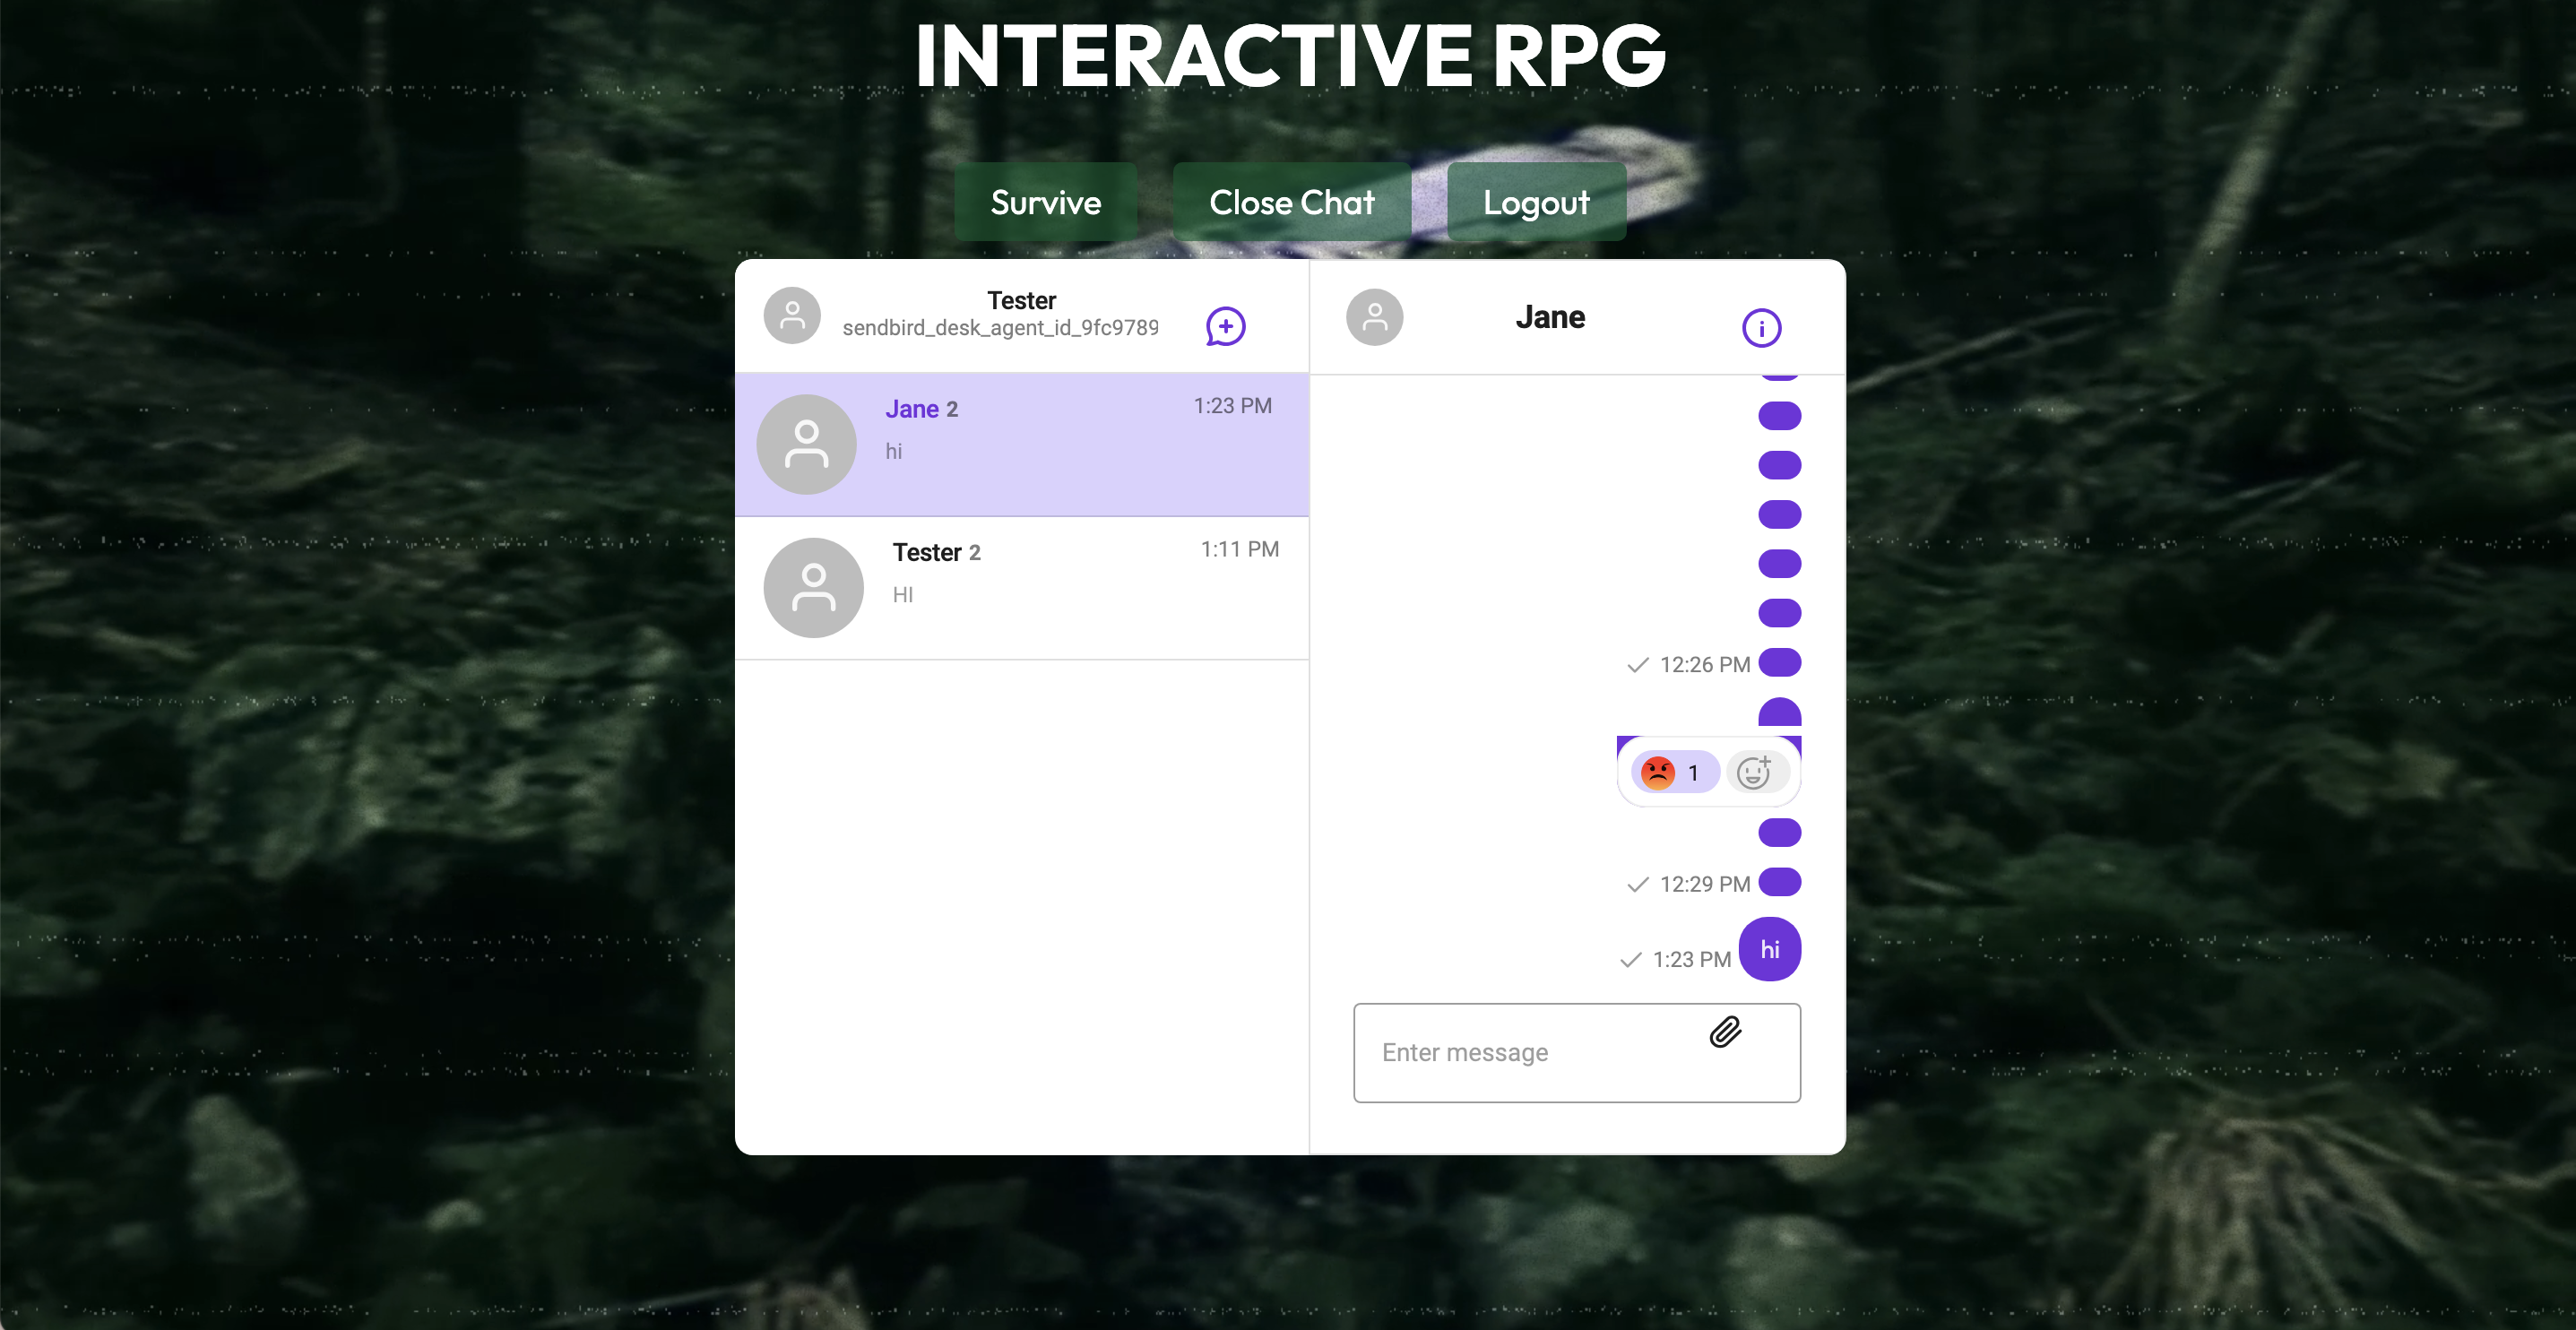 INTERACTIVE RPG
Survive
Close Chat
Logout
Tester
sendbird_desk_agent_id_9fc9789
Jane 2
1:23 PM
hi
Tester 2
1:11 PM
HI
Jane
12:26 PM
1
12:29 PM
1:23 PM
hi
Enter message